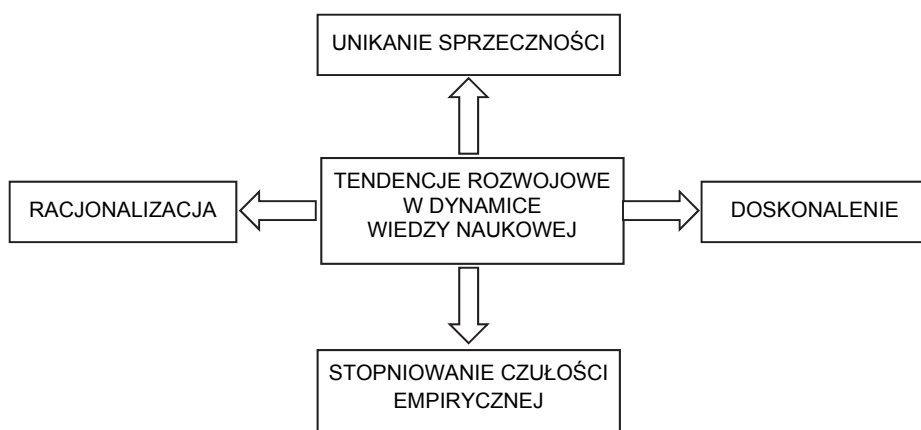 UNIKANIE SPRZECZNOŚCI
RACJONALIZACJA
TENDENCJE ROZWOJOWE
W DYNAMICE
WIEDZY NAUKOWEJ
DOSKONALENIE
STOPNIOWANIE CZUŁOŚCI
EMPIRYCZNEJ